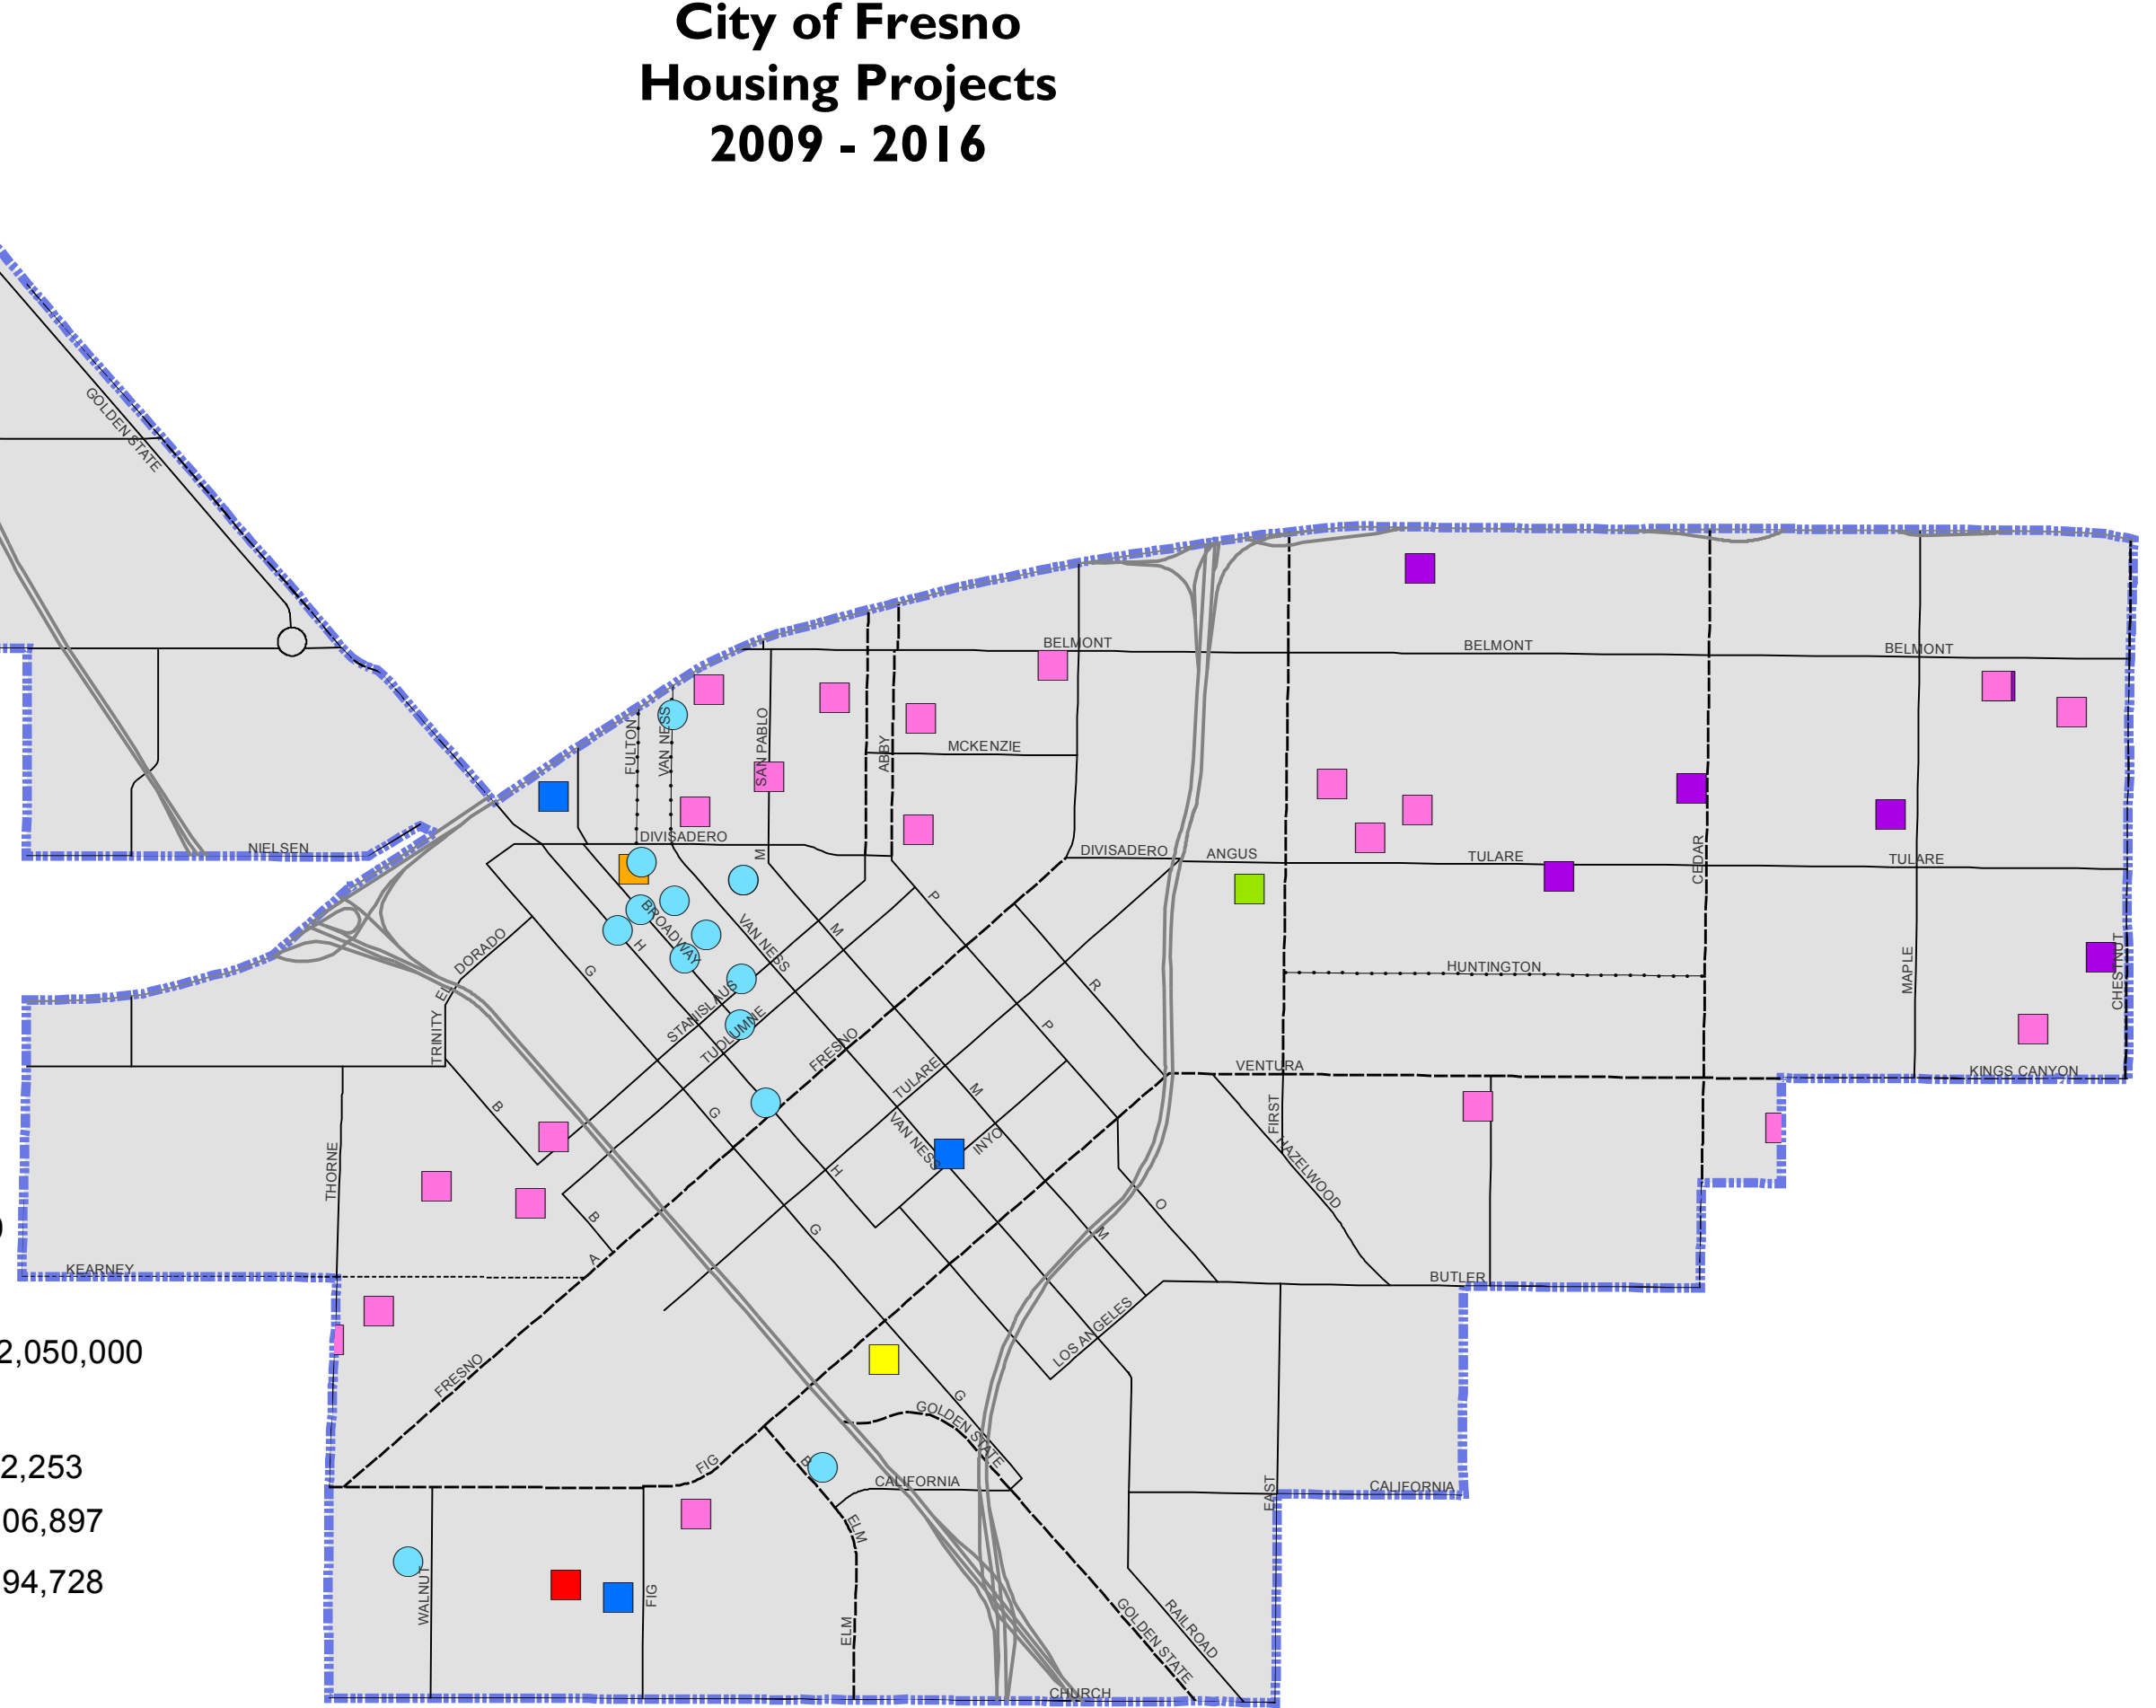 City of Fresno
Housing Projects
2009 - 2016
GOLDEN STATE
BELMONT
BELMONT
BELMONT
FULTON
VAN NESS
SAN PABLO
ABBY
MCKENZIE
NIELSEN
DIVISADERO
M
DIVISADERO
ANGUS
TULARE
CEDAR
TULARE
P
BROADWAY
H
VAN NESS
M
EL DORADO
G
HUNTINGTON
MAPLE
CHESTNUT
R
STANISLAUS
TUOLUMNE
TRINITY
FRESNO
P
VENTURA
KINGS CANYON
TULARE
M
B
G
VAN NESS
INYO
FIRST
HAZELWOOD
THORNE
H
O
B
G
M
A
KEARNEY
BUTLER
LOS ANGELES
2,050,000
FRESNO
G
GOLDEN STATE
FIG
B
CALIFORNIA
EAST
CALIFORNIA
2,253
06,897
ELM
94,728
WALNUT
FIG
ELM
GOLDEN STATE
RAILROAD
CHURCH